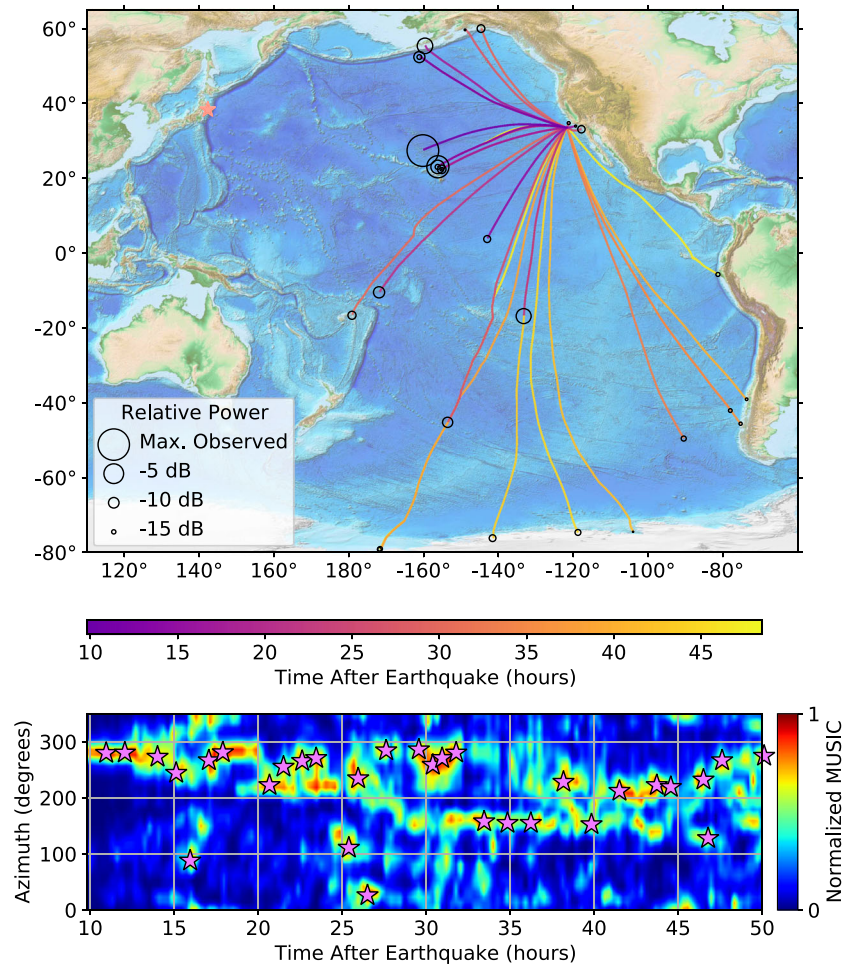 60°
40°
20°
0°
-20°
-40°
-60°
-80°
Relative Power
Max. Observed
-5 dB
-10 dB
-15 dB
120° 140° 160° 180° -160° -140° -120° -100° -80°
10 15 20 25 30 35 40 45
Time After Earthquake (hours)
Azimuth (degrees)
300
200
100
0
10 15 20 25 30 35 40 45 50
Time After Earthquake (hours)
1
0
Normalized MUSIC